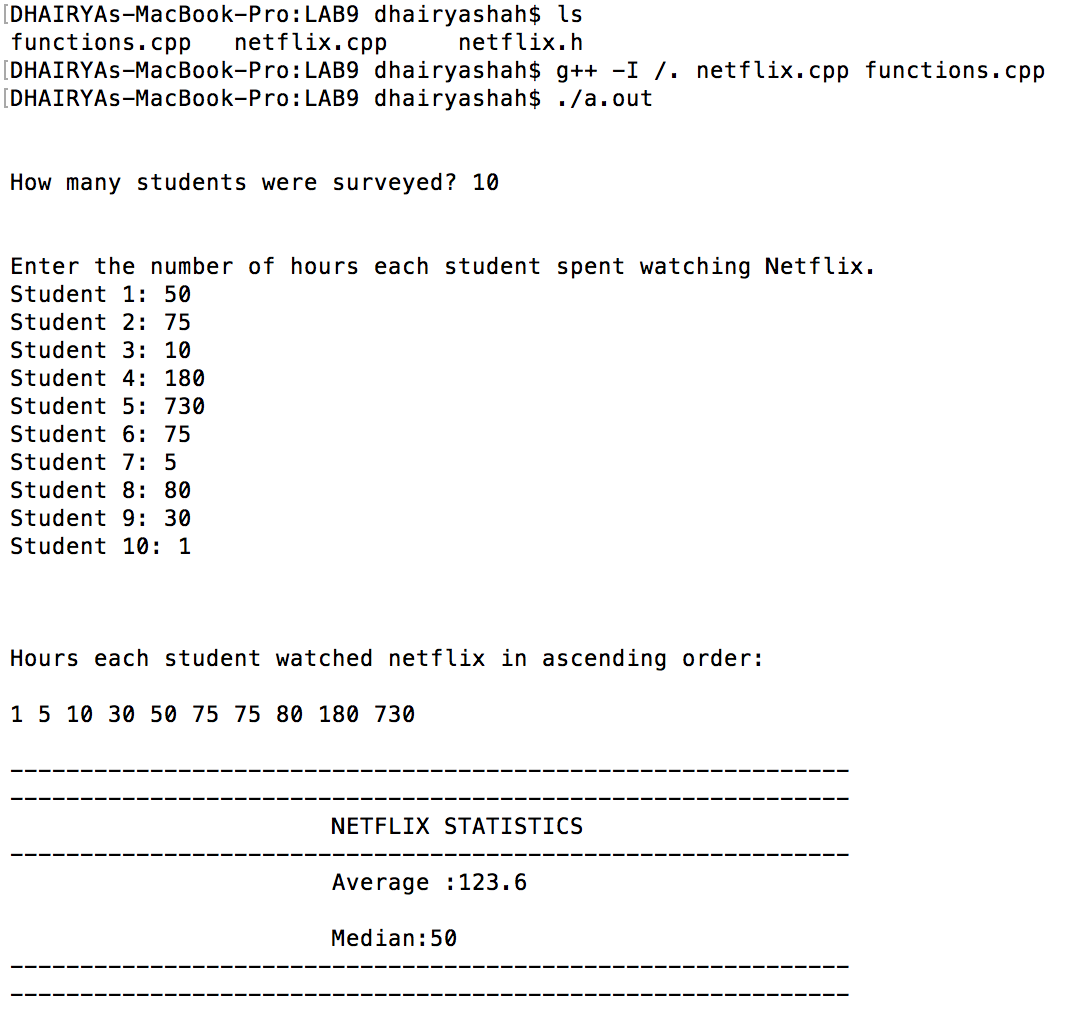 [DHAIRYAs-MacBook-Pro:LAB9 dhairyashah$ ls
functions.cpp   netflix.cpp     netflix.h
[DHAIRYAs-MacBook-Pro:LAB9 dhairyashah$ g++ -I /. netflix.cpp functions.cpp
[DHAIRYAs-MacBook-Pro:LAB9 dhairyashah$ ./a.out
How many students were surveyed? 10
Enter the number of hours each student spent watching Netflix.
Student 1: 50
Student 2: 75
Student 3: 10
Student 4: 180
Student 5: 730
Student 6: 75
Student 7: 5
Student 8: 80
Student 9: 30
Student 10: 1
Hours each student watched netflix in ascending order:
1 5 10 30 50 75 75 80 180 730
------------------------------------------------------------
------------------------------------------------------------
NETFLIX STATISTICS
------------------------------------------------------------
Average :123.6
Median:50
------------------------------------------------------------
------------------------------------------------------------